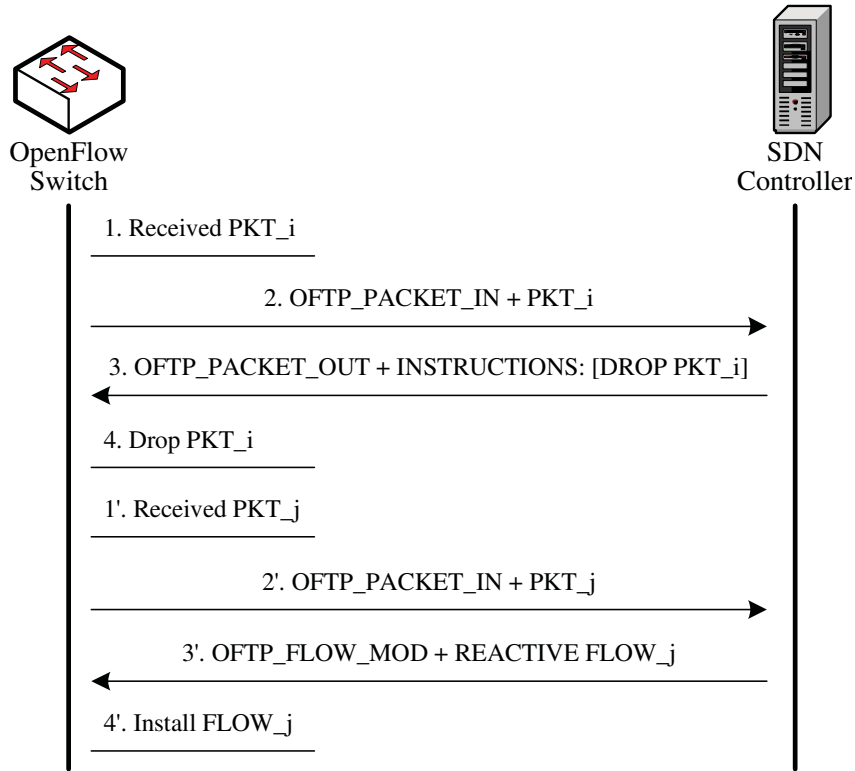 OpenFlow
Switch
SDN
Controller
1. Received PKT_i
2. OFTP_PACKET_IN + PKT_i
3. OFTP_PACKET_OUT + INSTRUCTIONS: [DROP PKT_i]
4. Drop PKT_i
1'. Received PKT_j
2'. OFTP_PACKET_IN + PKT_j
3'. OFTP_FLOW_MOD + REACTIVE FLOW_j
4'. Install FLOW_j